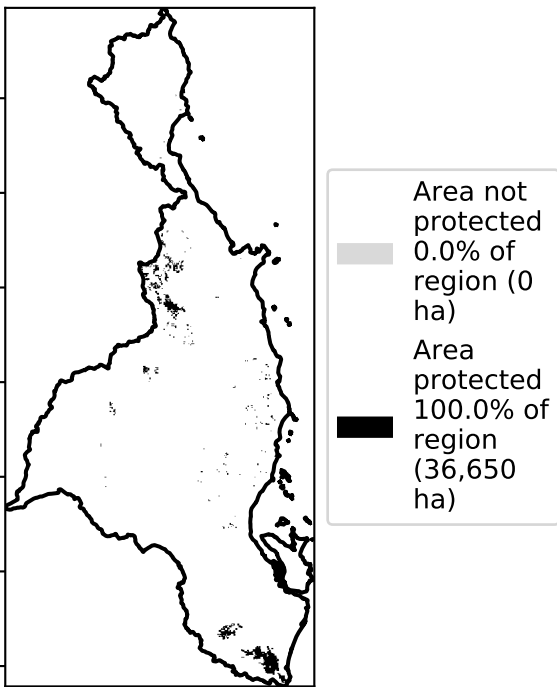 Area not
protected
0.0% of
region (0
ha)
Area
protected
100.0% of
region
(36,650
ha)